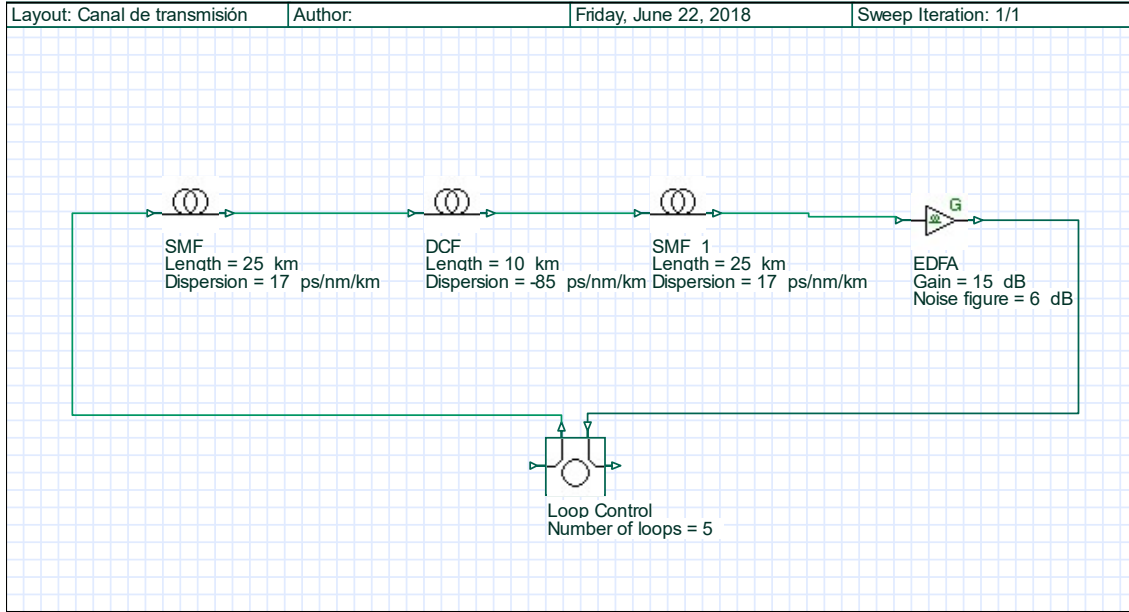 Layout: Canal de transmisión
Author:
Friday, June 22, 2018
Sweep Iteration: 1/1
SMF
Length = 25 km
Dispersion = 17 ps/nm/km
DCF
Length = 10 km
Dispersion = -85 ps/nm/km
SMF_1
Length = 25 km
Dispersion = 17 ps/nm/km
G
EDFA
Gain = 15 dB
Noise figure = 6 dB
Loop Control
Number of loops = 5